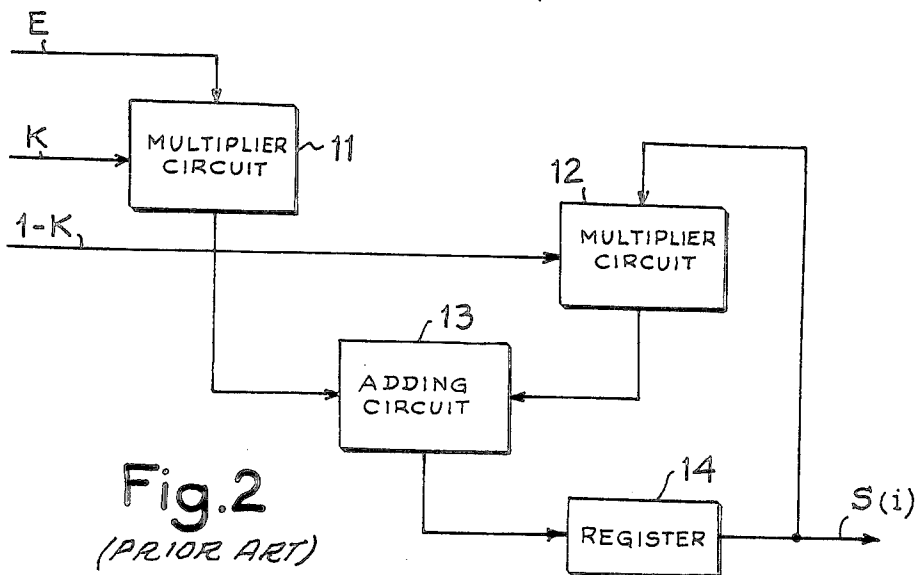 E
K
MULTIPLIER
CIRCUIT
11
1-K
12
MULTIPLIER
CIRCUIT
13
ADDING
CIRCUIT
14
REGISTER
S(i)
Fig.2
(PRIOR ART)